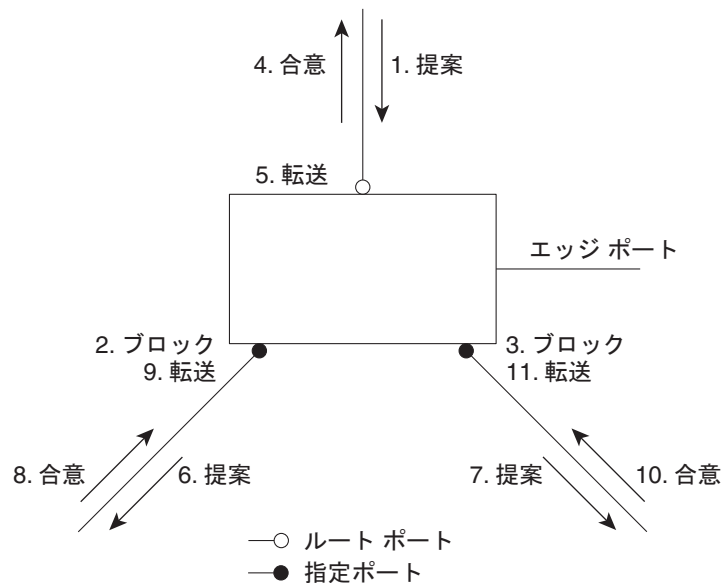 4. 合意
1. 提案
5. 転送
エッジ ポート
2. ブロック
9. 転送
3. ブロック
11. 転送
8. 合意
6. 提案
7. 提案
10. 合意
ルート ポート
指定ポート